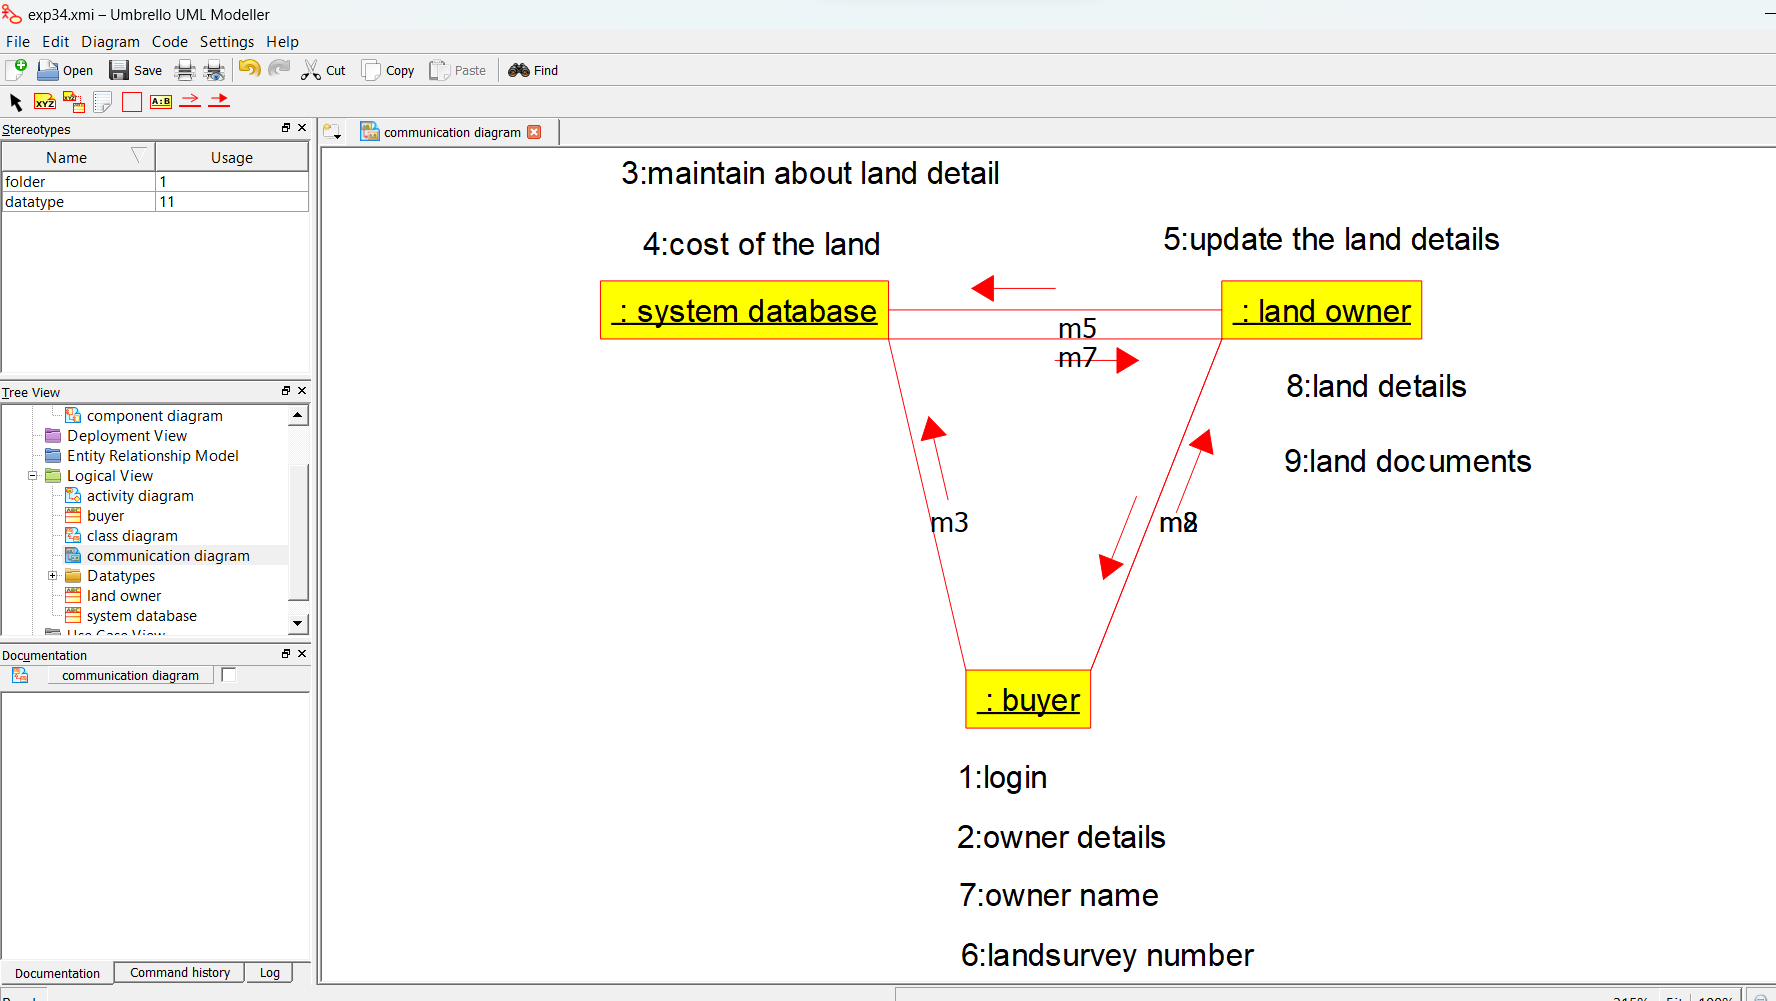 exp34.xmi – Umbrello UML Modeller
File Edit Diagram Code Settings Help
Open Save Cut Copy Paste Find
XYZ A:B
Stereotypes
communication diagram
Name Usage
folder 1
datatype 11
3:maintain about land detail
4:cost of the land
5:update the land details
: system database
: land owner
m5
m7
8:land details
9:land documents
m3
: buyer
1:login
2:owner details
7:owner name
6:landsurvey number
Tree View
component diagram
Deployment View
Entity Relationship Model
Logical View
activity diagram
buyer
class diagram
communication diagram
Datatypes
land owner
system database
Use Case View
Documentation
communication diagram
Documentation Command history Log